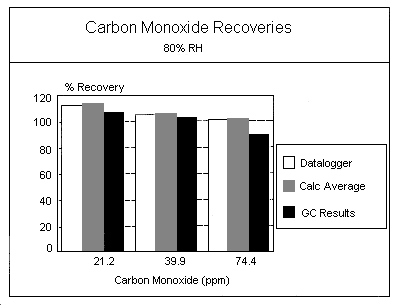 Carbon Monoxide Recoveries
80% RH
% Recovery
120
100
80
60
40
20
0
21.2 39.9 74.4
Carbon Monoxide (ppm)
Datalogger
Calc Average
GC Results